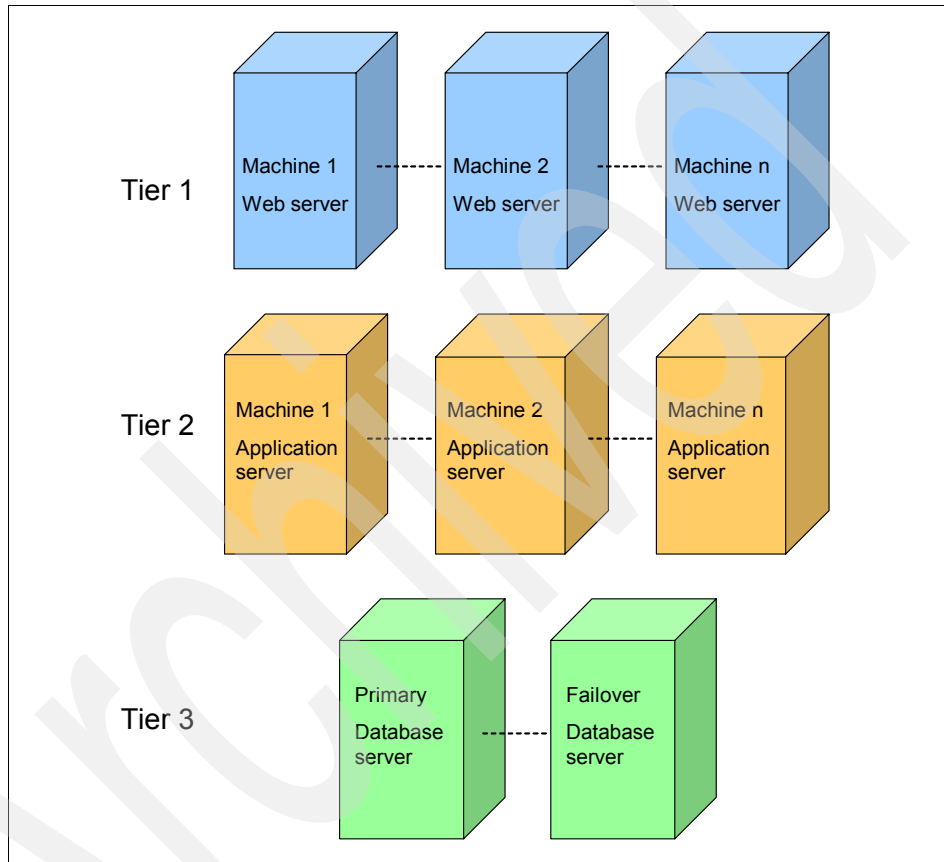 Machine 1
Machine 2
Machine n
Tier 1
Web server
Web server
Web server
Machine 1
Machine 2
Machine n
Tier 2
Application
server
Application
server
Application
server
Primary
Failover
Tier 3
Database
server
Database
server
Archived